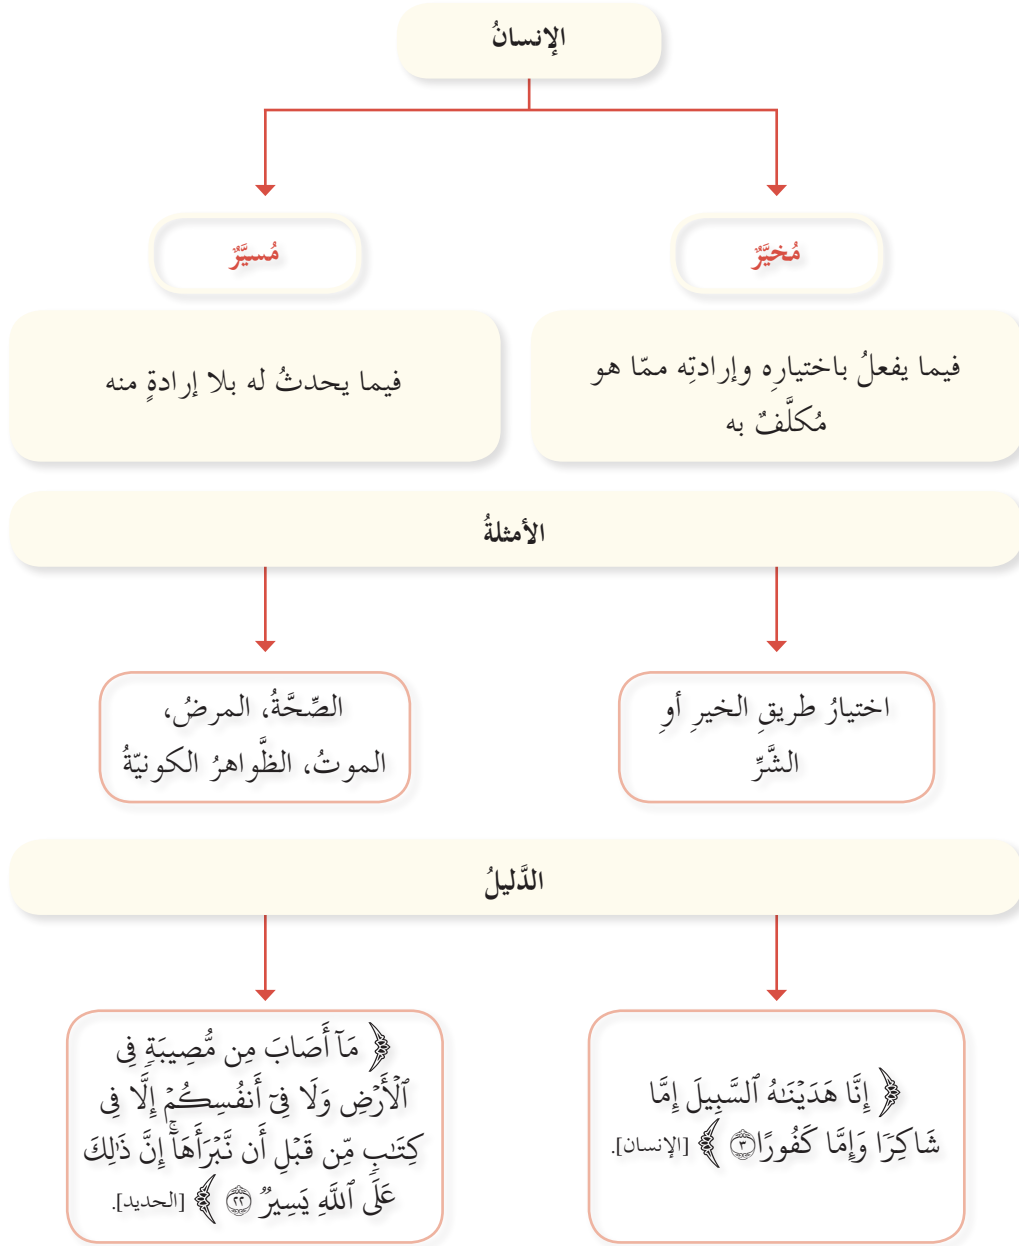 الإنسانُ
مُخيَّرٌ
مُسيَّرٌ
فيما يفعلُ باختيارِه وإرادتِه ممّا هو
مُكلَّفٌ به
فيما يحدثُ له بلا إرادةٍ منه
الأمثلةُ
اختيارُ طريقِ الخيرِ أوِ
الشَّرِّ
الصِّحَّةُ، المرضُ،
الموتُ، الظَّواهرُ الكونيّةُ
الدَّليلُ
﴿ إِنَّا هَدَيْنَٰهُ ٱلسَّبِيلَ إِمَّا
شَاكِرًا وَإِمَّا كَفُورًا ٣ ﴾ [الإنسان].
﴿ مَآ أَصَابَ مِن مُّصِيبَةٍ فِى
ٱلْأَرْضِ وَلَا فِىٓ أَنفُسِكُمْ إِلَّا فِى
كِتَٰبٍ مِّن قَبْلِ أَن نَّبْرَأَهَآ ۚ إِنَّ ذَٰلِكَ
عَلَى ٱللَّهِ يَسِيرٌ ٢٢ ﴾ [الحديد].